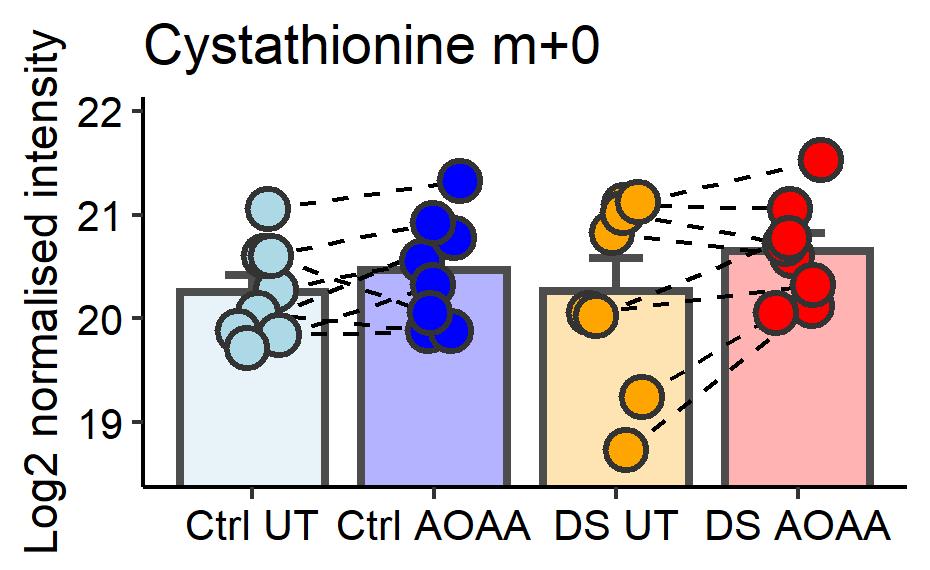 Cystathionine m+0
Log2 normalised intensity
22
21
20
19
Ctrl UT
Ctrl AOAA
DS UT
DS AOAA